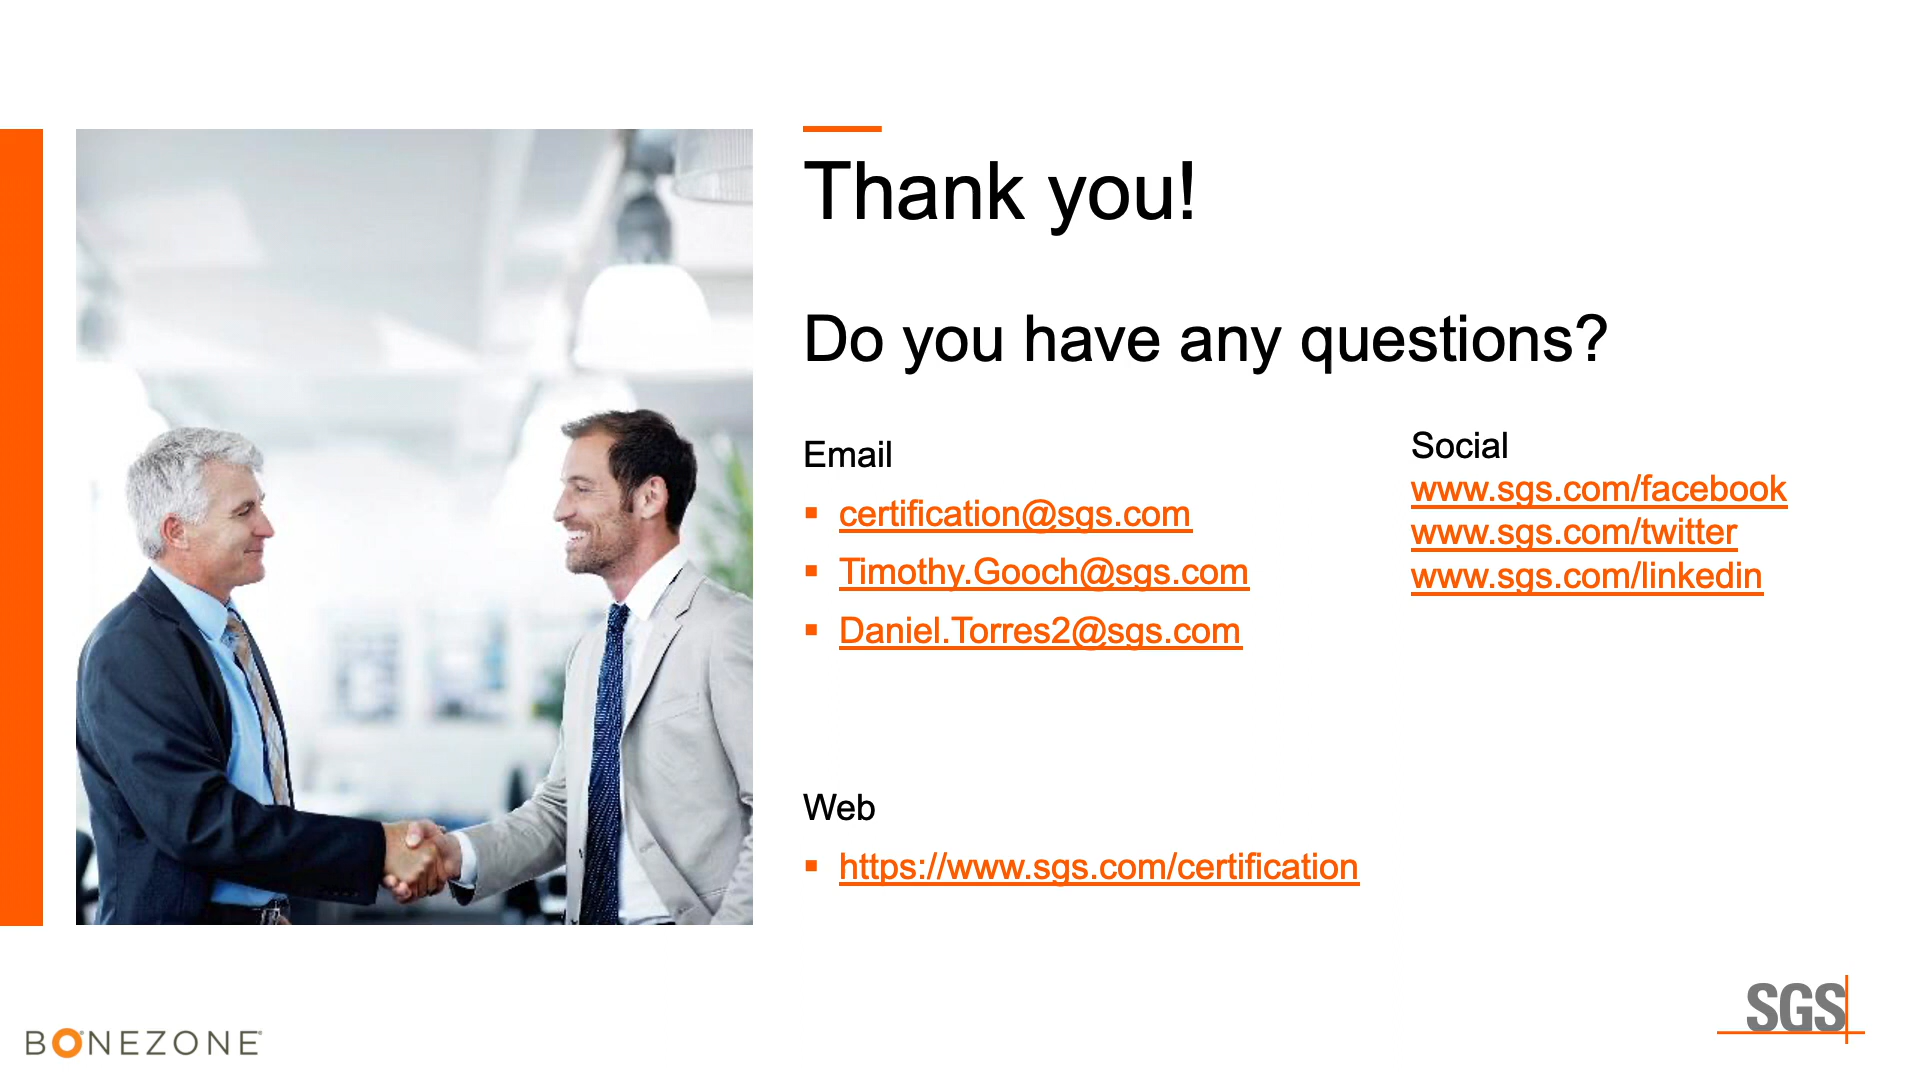 Thank you!
Do you have any questions?
Email
certification@sgs.com
Timothy.Gooch@sgs.com
Daniel.Torres2@sgs.com
Social
www.sgs.com/facebook
www.sgs.com/twitter
www.sgs.com/linkedin
Web
https://www.sgs.com/certification
BONEZONE
SGS